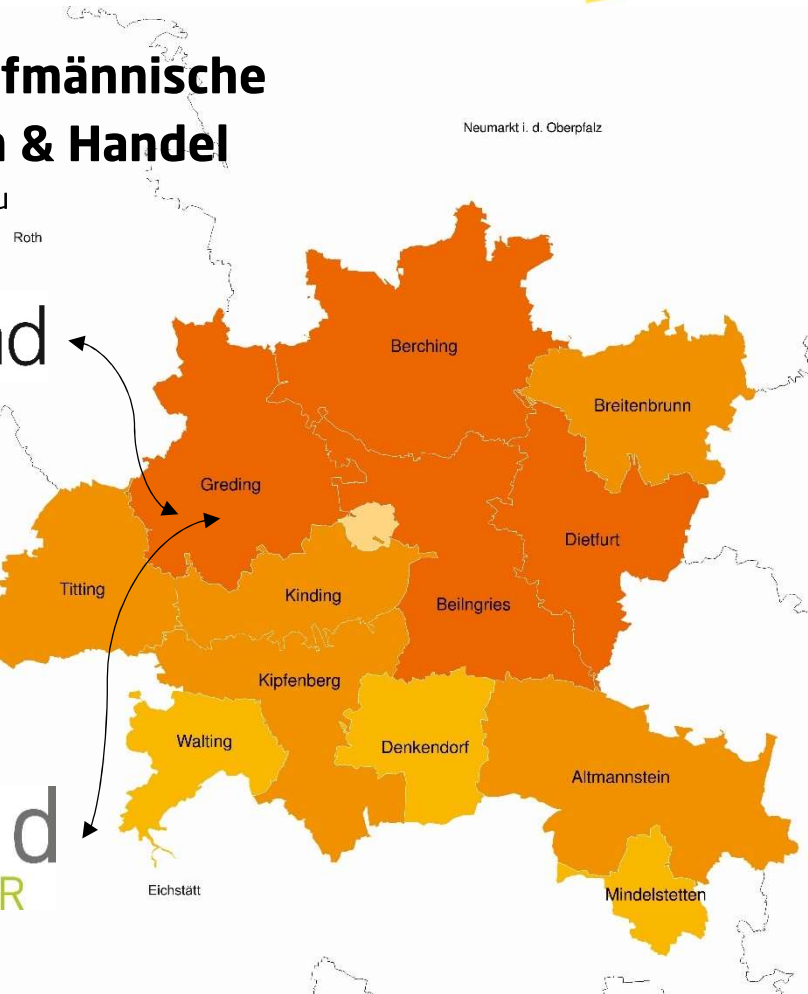 fmännische
& Handel
Neumarkt i. d. Oberpfalz
Roth
d
Berching
Breitenbrunn
Greding
Dietfurt
Titting
Kinding
Beilngries
Kipfenberg
Walting
Denkendorf
Altmannstein
d
R
Eichstätt
Mindelstetten